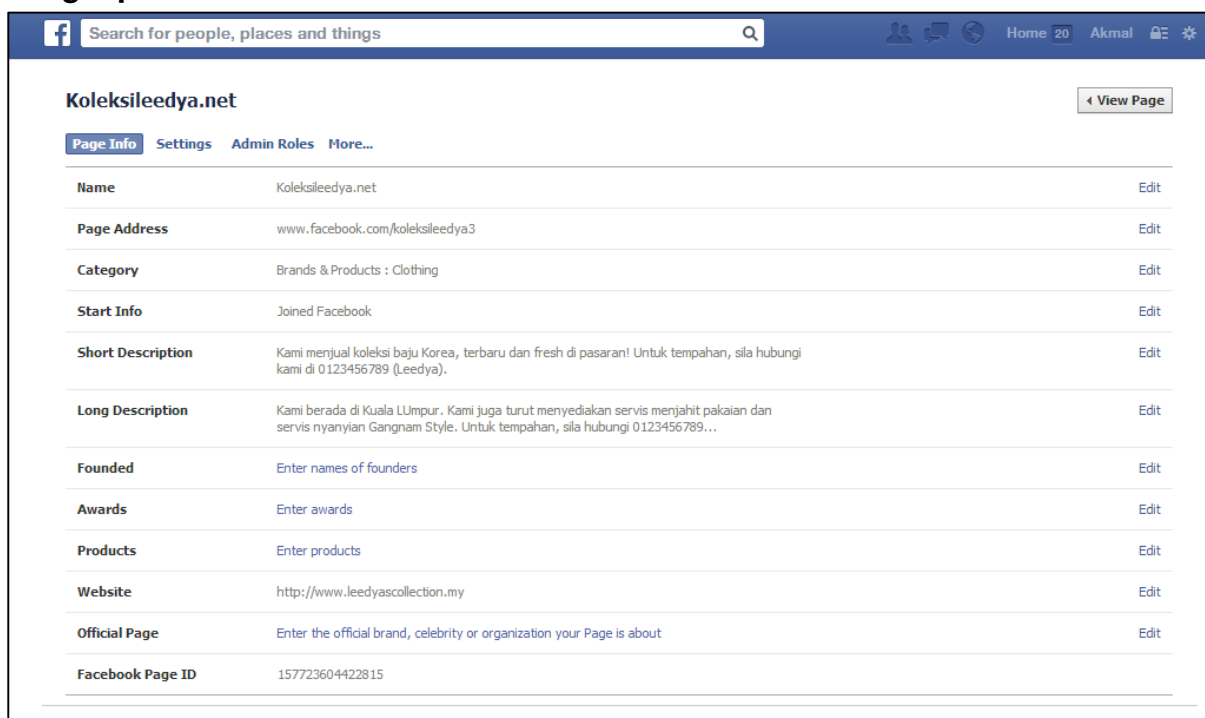 f Search for people, places and things Home 20 Akmal
Koleksileedya.net View Page
Page Info Settings Admin Roles More...
Name Koleksileedya.net Edit
Page Address www.facebook.com/koleksileedya3 Edit
Category Brands & Products : Clothing Edit
Start Info Joined Facebook Edit
Short Description Kami menjual koleksi baju Korea, terbaru dan fresh di pasaran! Untuk tempahan, sila hubungi Edit
kami di 0123456789 (Leedya).
Long Description Kami berada di Kuala LUmpur. Kami juga turut menyediakan servis menjahit pakaian dan Edit
servis nyanyian Gangnam Style. Untuk tempahan, sila hubungi 0123456789...
Founded Enter names of founders Edit
Awards Enter awards Edit
Products Enter products Edit
Website http://www.leedyascollection.my Edit
Official Page Enter the official brand, celebrity or organization your Page is about Edit
Facebook Page ID 157723604422815